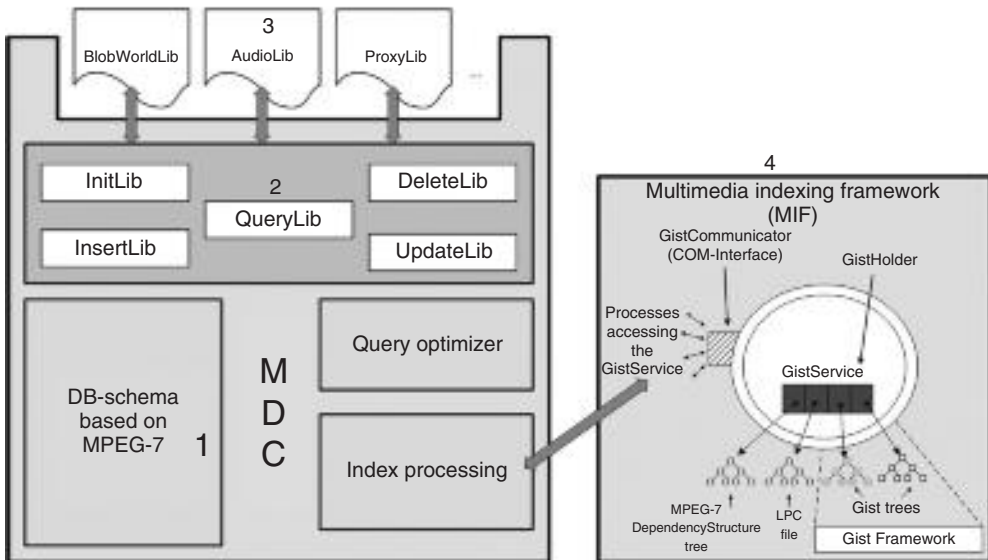 3
BlobWorldLib
AudioLib
ProxyLib
...
InitLib
2
DeleteLib
QueryLib
InsertLib
UpdateLib
DB-schema
based on
MPEG-7
1
M
D
C
Query optimizer
Index processing
4
Multimedia indexing framework
(MIF)
GistCommunicator
(COM-Interface)
GistHolder
Processes
accessing
the
GistService
GistService
MPEG-7
DependencyStructure
tree
LPC
file
Gist trees
Gist Framework